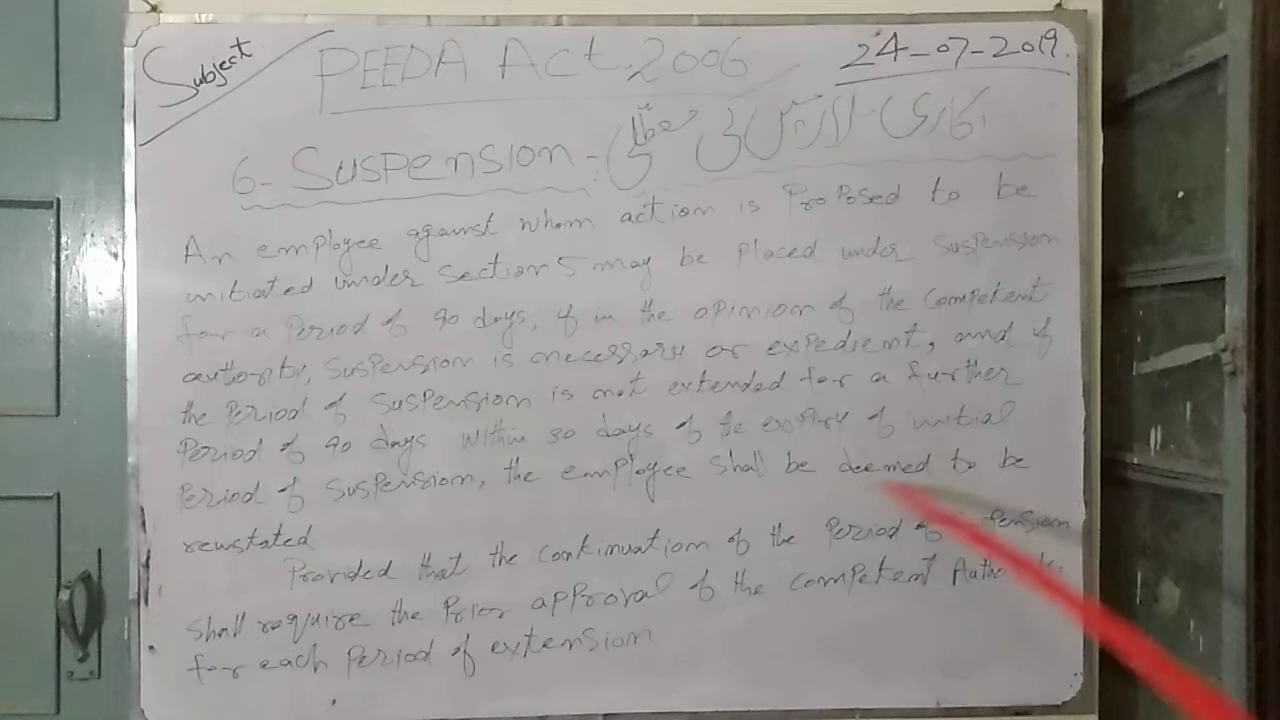 Subject
PEEDA Act. 2006
24-07-2019.
6- Suspension - سرکاری ملازمین کی معطلی
An employee against whom action is Proposed to be
initiated under section 5 may be Placed under suspension
for a Period of 90 days, if in the opinion of the Competent
authority, suspension is necessary or expedient, and if
the Period of suspension is not extended for a further
Period of 90 days within 30 days of the expiry of initial
Period of suspension, the employee shall be deemed to be
reinstated
Provided that the continuation of the Period of
shall require the Prior approval of the competent
for each Period of extension